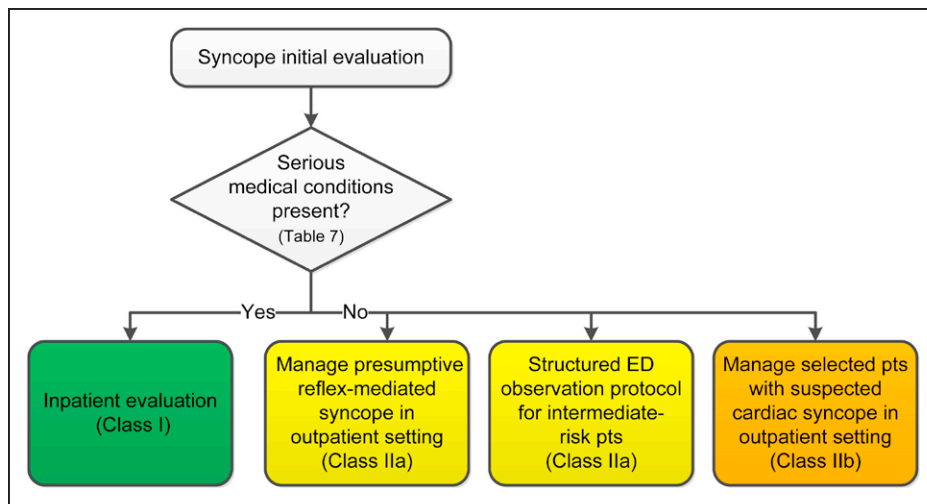 Syncope initial evaluation
Serious
medical conditions
present?
(Table 7)
Yes
No
Inpatient evaluation
(Class I)
Manage presumptive
reflex-mediated
syncope in
outpatient setting
(Class IIa)
Structured ED
observation protocol
for intermediate-
risk pts
(Class IIa)
Manage selected pts
with suspected
cardiac syncope in
outpatient setting
(Class IIb)